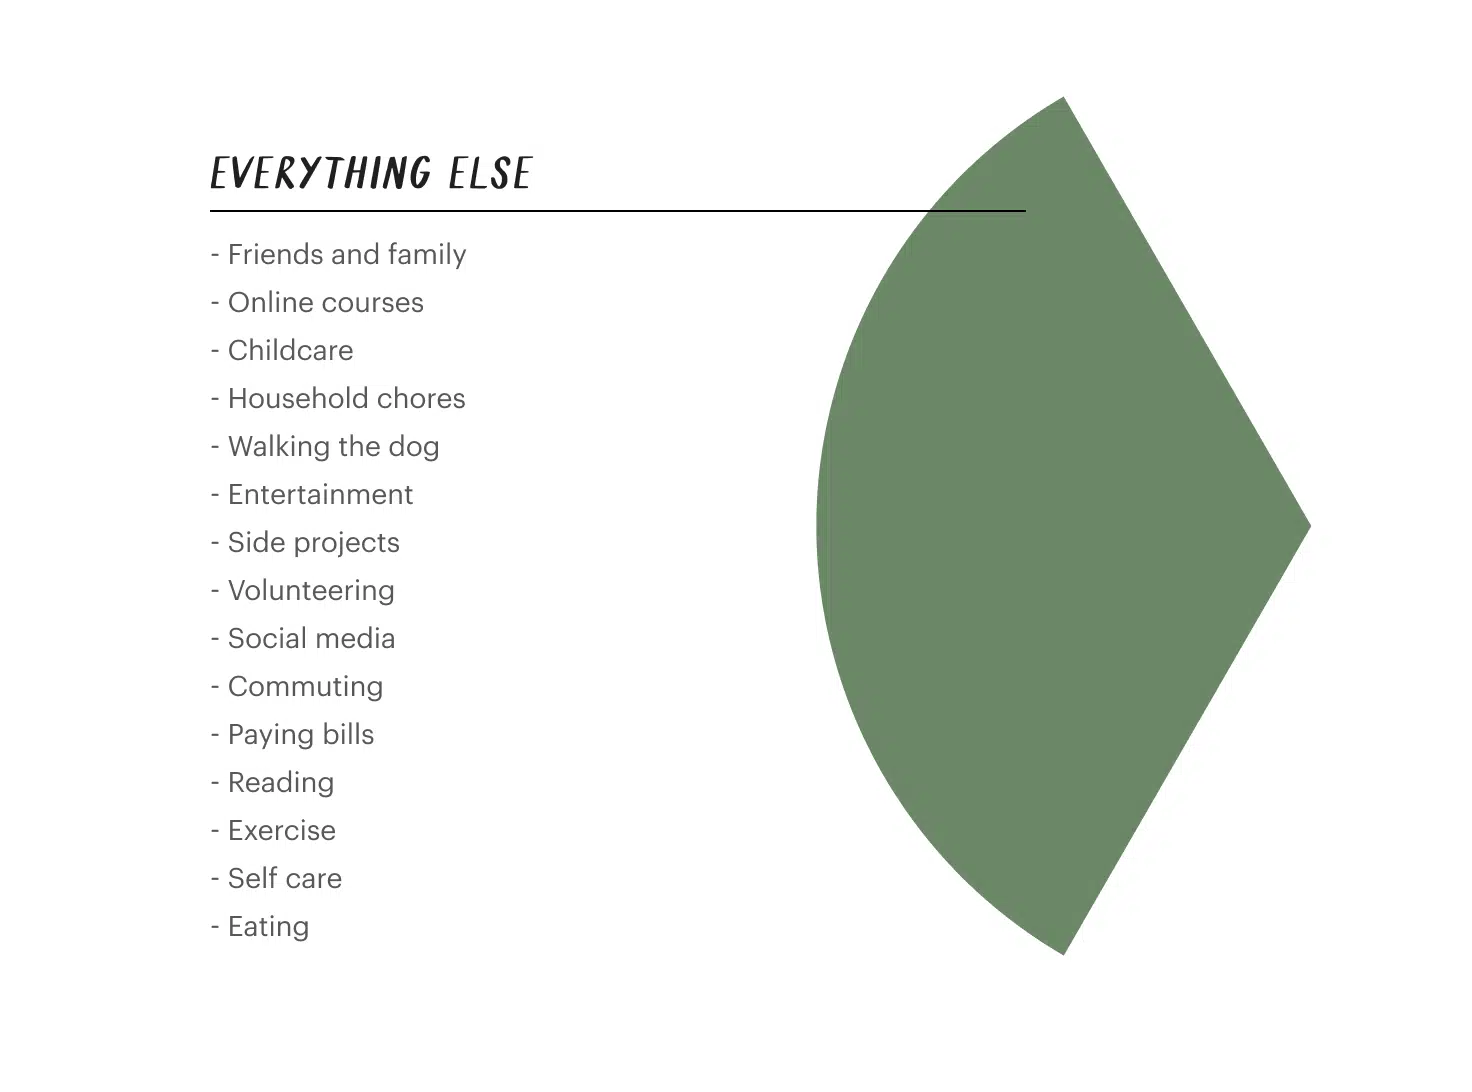 EVERYTHING ELSE
- Friends and family
- Online courses
- Childcare
- Household chores
- Walking the dog
- Entertainment
- Side projects
- Volunteering
- Social media
- Commuting
- Paying bills
- Reading
- Exercise
- Self care
- Eating